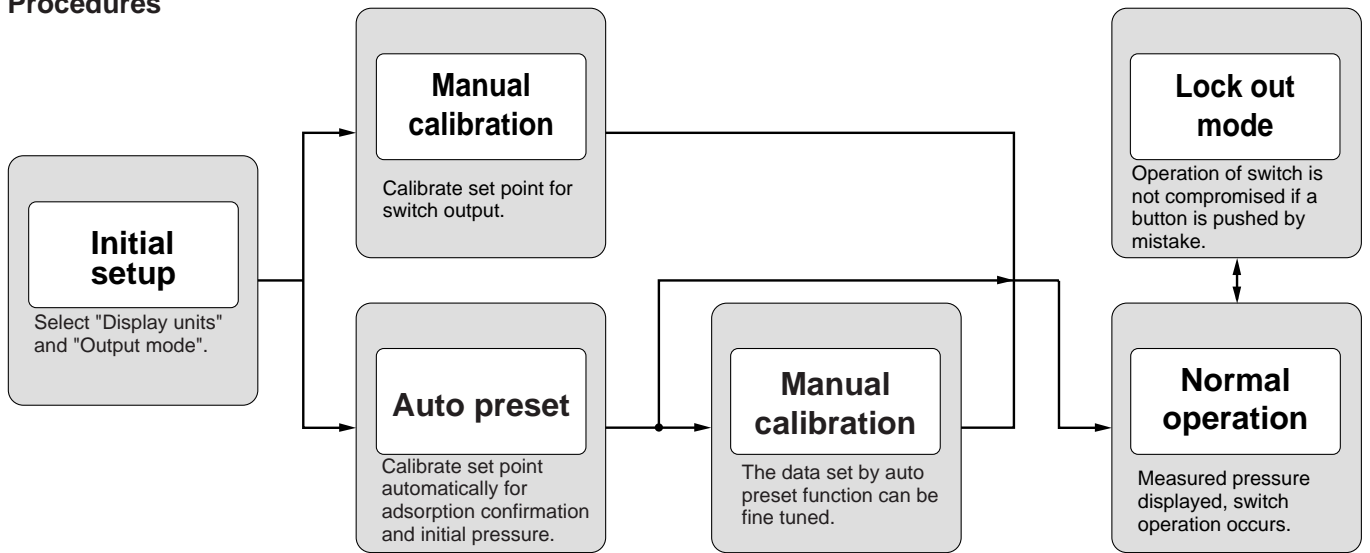 Procedures
Initial
setup
Select "Display units"
and "Output mode".
Manual
calibration
Calibrate set point for
switch output.
Auto preset
Calibrate set point
automatically for
adsorption confirmation
and initial pressure.
Manual
calibration
The data set by auto
preset function can be
fine tuned.
Lock out
mode
Operation of switch is
not compromised if a
button is pushed by
mistake.
Normal
operation
Measured pressure
displayed, switch
operation occurs.